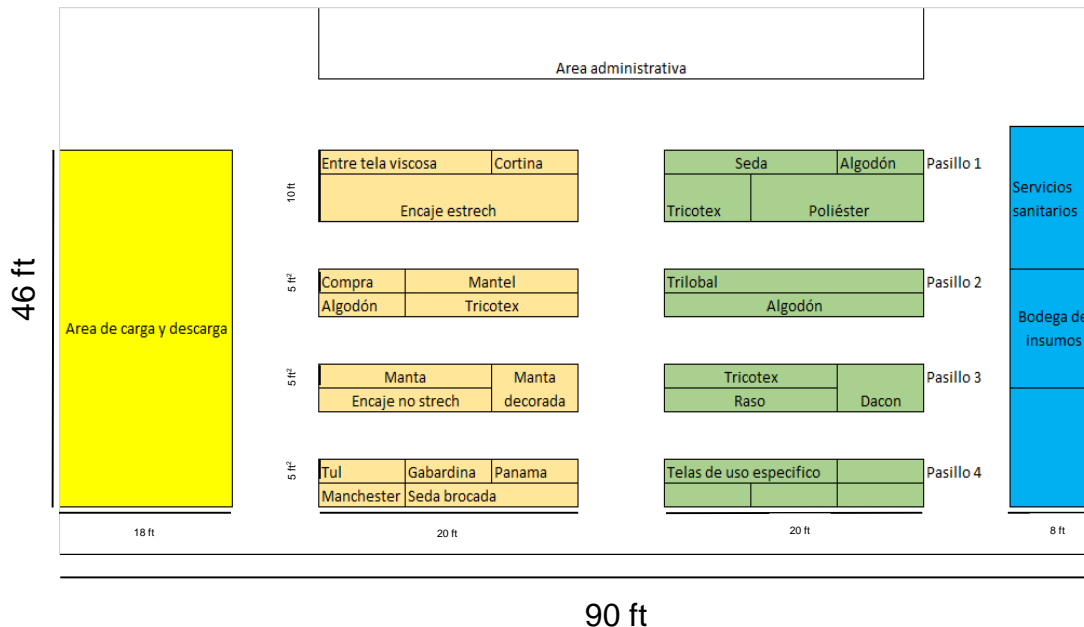 Area administrativa
Entre tela viscosa
Cortina
Seda
Algodón
Pasillo 1
10 ft
Encaje estrech
Tricotex
Poliéster
Servicios
sanitarios
46 ft
5 ft²
Compra
Mantel
Trilobal
Pasillo 2
Algodón
Tricotex
Algodón
Area de carga y descarga
Bodega de
insumos
5 ft²
Manta
Manta
decorada
Tricotex
Pasillo 3
Encaje no strech
Raso
Dacon
5 ft²
Tul
Gabardina
Panama
Telas de uso especifico
Pasillo 4
Manchester
Seda brocada
18 ft
20 ft
20 ft
8 ft
90 ft